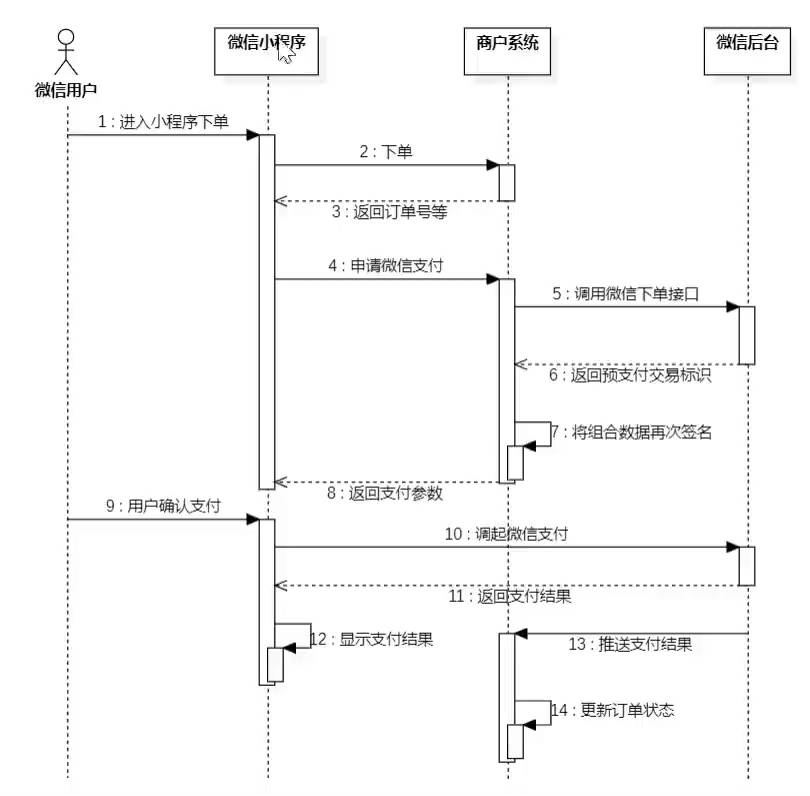 微信小程序
商户系统
微信后台
微信用户
1 : 进入小程序下单
2 : 下单
3 : 返回订单号等
4 : 申请微信支付
5 : 调用微信下单接口
6 : 返回预支付交易标识
7 : 将组合数据再次签名
8 : 返回支付参数
9 : 用户确认支付
10 : 调起微信支付
11 : 返回支付结果
12 : 显示支付结果
13 : 推送支付结果
14 : 更新订单状态